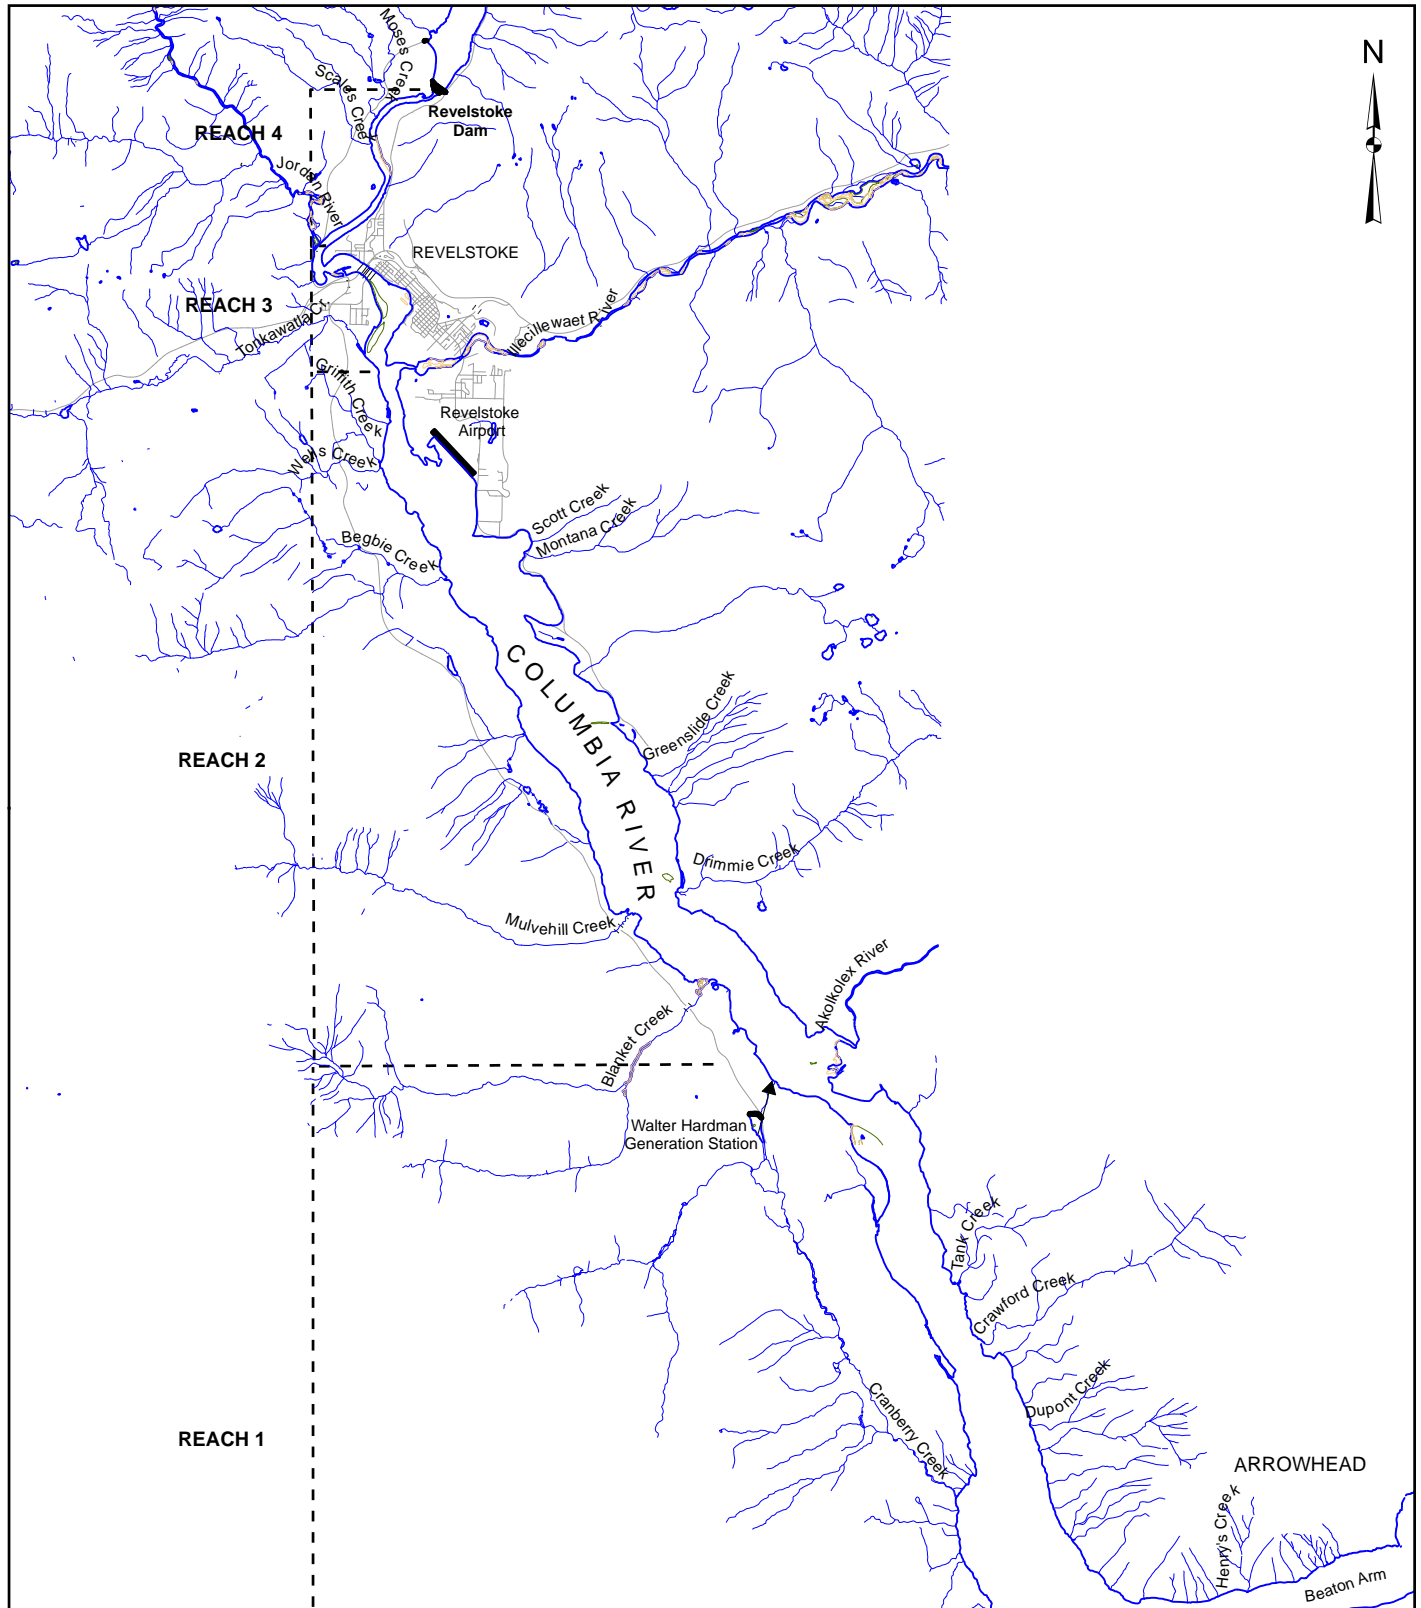 Moses Creek
N
Scales Creek
Revelstoke
Dam
REACH 4
Jordan River
REVELSTOKE
REACH 3
Tonkawatla Cr.
Illecillewaet River
Griffith Creek
Revelstoke
Airport
Wells Creek
Scott Creek
Montana Creek
Begbie Creek
COLUMBIA RIVER
Greenslide Creek
REACH 2
Drimmie Creek
Mulvehill Creek
Akolkolex River
Blanket Creek
Walter Hardman
Generation Station
Tank Creek
Crawford Creek
Dupont Creek
Cranberry Creek
REACH 1
ARROWHEAD
Henry's Creek
Beaton Arm